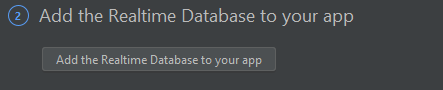 2 Add the Realtime Database to your app
Add the Realtime Database to your app